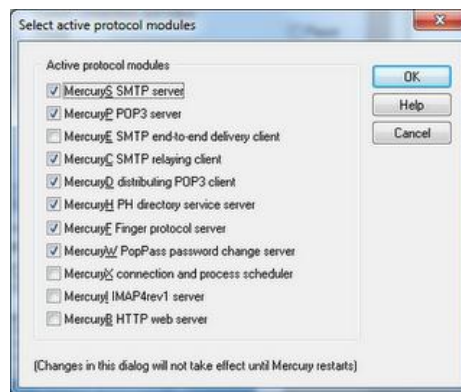 Select active protocol modules
Active protocol modules
MercuryS SMTP server
MercuryP POP3 server
MercuryE SMTP end-to-end delivery client
MercuryC SMTP relaying client
MercuryD distributing POP3 client
MercuryH PH directory service server
MercuryF Finger protocol server
MercuryW PopPass password change server
MercuryX connection and process scheduler
MercuryI IMAP4rev1 server
MercuryB HTTP web server
OK
Help
Cancel
(Changes in this dialog will not take effect until Mercury restarts)